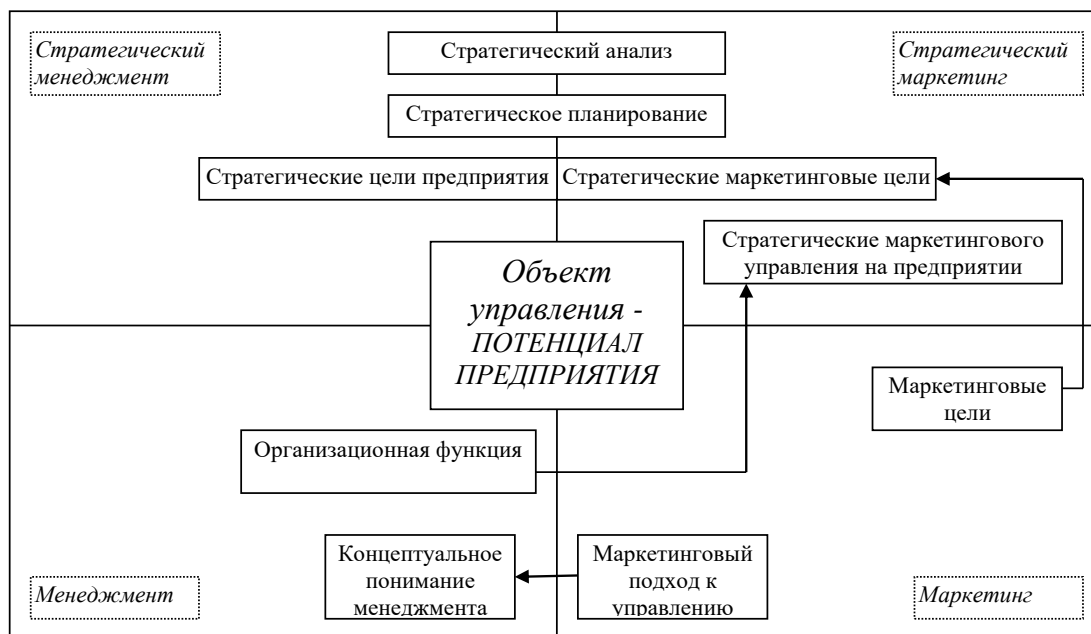 Стратегический
менеджмент
Стратегический анализ
Стратегический
маркетинг
Стратегическое планирование
Стратегические цели предприятия
Стратегические маркетинговые цели
Стратегические маркетингового
управления на предприятии
Объект
управления -
ПОТЕНЦИАЛ
ПРЕДПРИЯТИЯ
Маркетинговые
цели
Организационная функция
Концептуальное
понимание
менеджмента
Маркетинговый
подход к
управлению
Менеджмент
Маркетинг